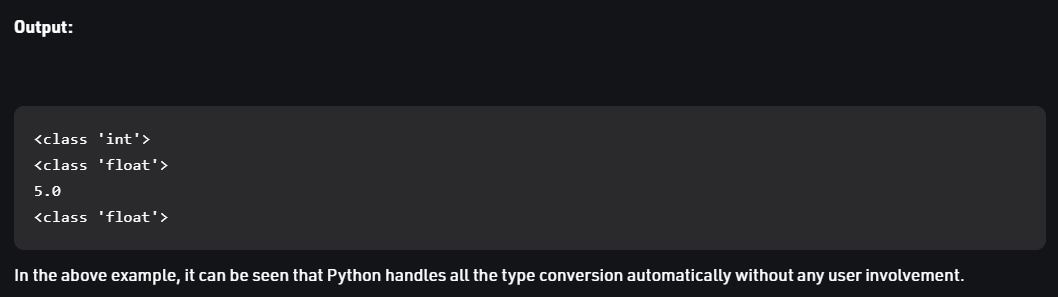 Output:
<class 'int'>
<class 'float'>
5.0
<class 'float'>
In the above example, it can be seen that Python handles all the type conversion automatically without any user involvement.